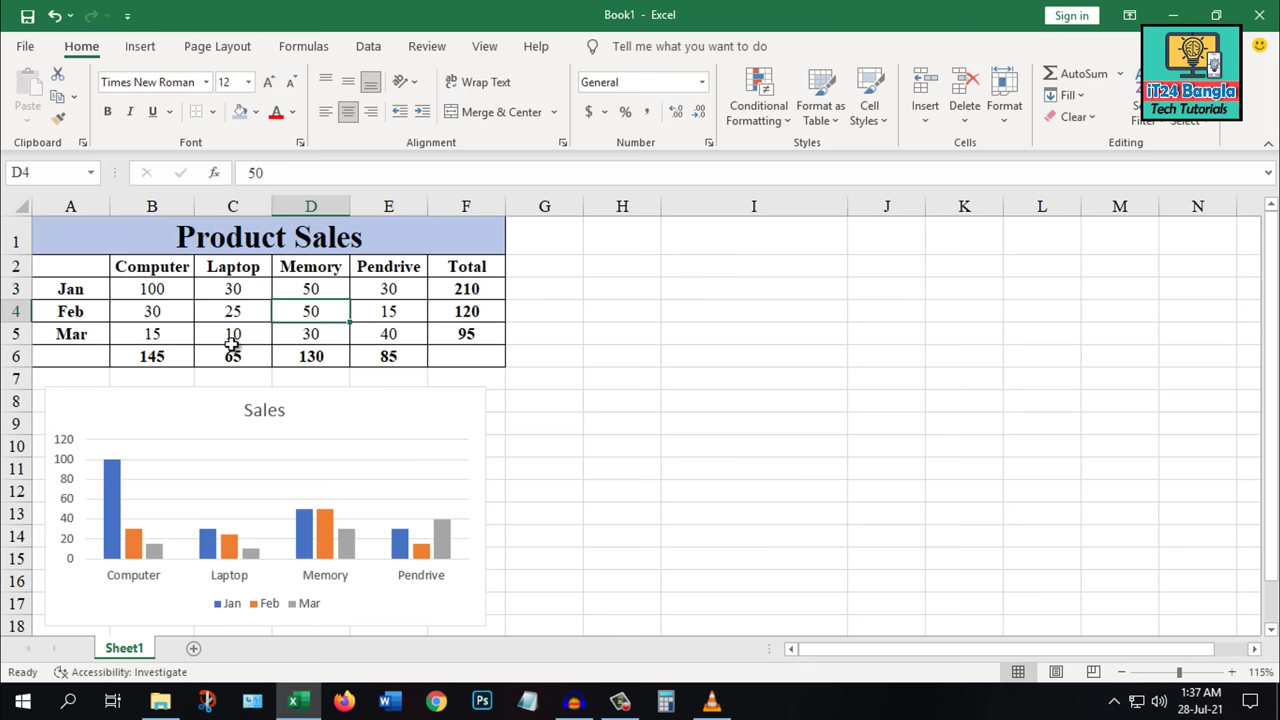 Book1 - Excel
Sign in
File Home Insert Page Layout Formulas Data Review View Help Tell me what you want to do
iT24 Bangla
Tech Tutorials
Paste
Times New Roman 12
B I U
Wrap Text
Merge & Center
General
$ % ,
Conditional
Formatting
Format as
Table
Cell
Styles
Insert
Delete
Format
AutoSum
Fill
Clear
Clipboard Font Alignment Number Styles Cells Editing
D4 fx 50
A B C D E F G H I J K L M N
1 Product Sales
2 Computer Laptop Memory Pendrive Total
3 Jan 100 30 50 30 210
4 Feb 30 25 50 15 120
5 Mar 15 10 30 40 95
6 145 65 130 85
7
8
9
10
11
12
13
14
15
16
17
18
Sales
120
100
80
60
40
20
0
Computer Laptop Memory Pendrive
Jan Feb Mar
Sheet1
Ready Accessibility: Investigate 115%
1:37 AM
28-Jul-21